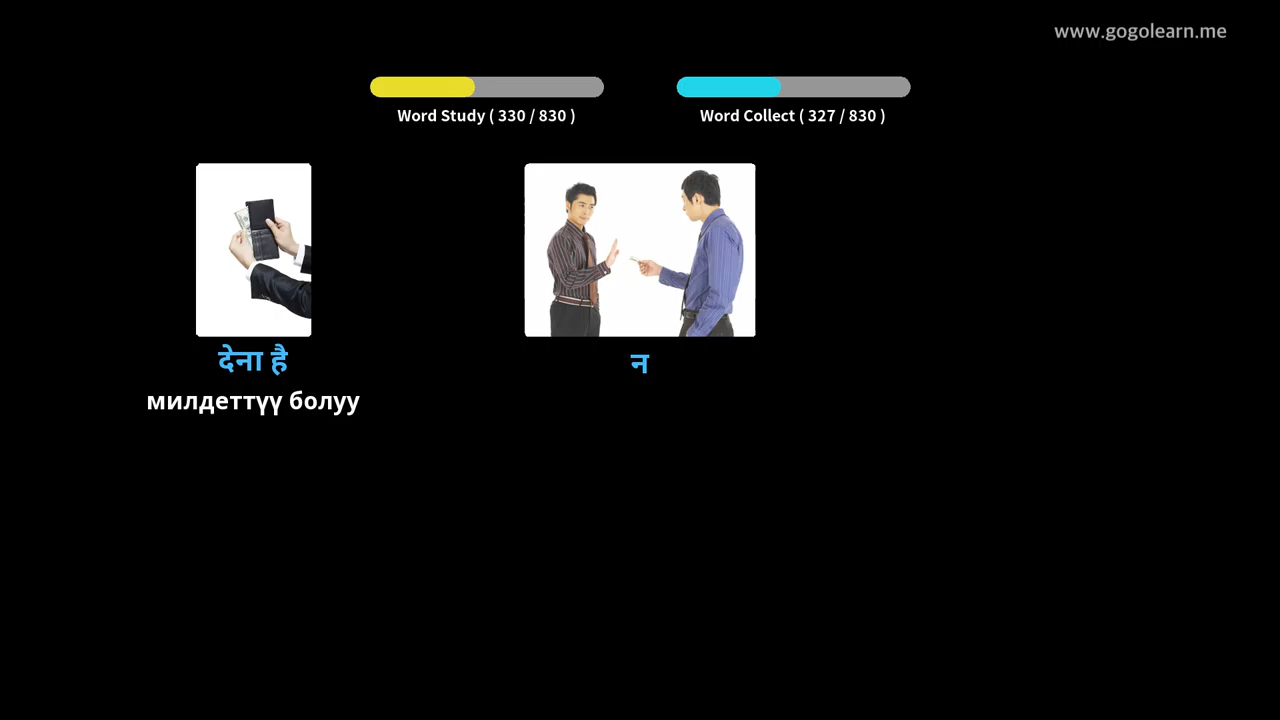 www.gogolearn.me
Word Study ( 330 / 830 )
Word Collect ( 327 / 830 )
देना है
न
милдеттүү болуу